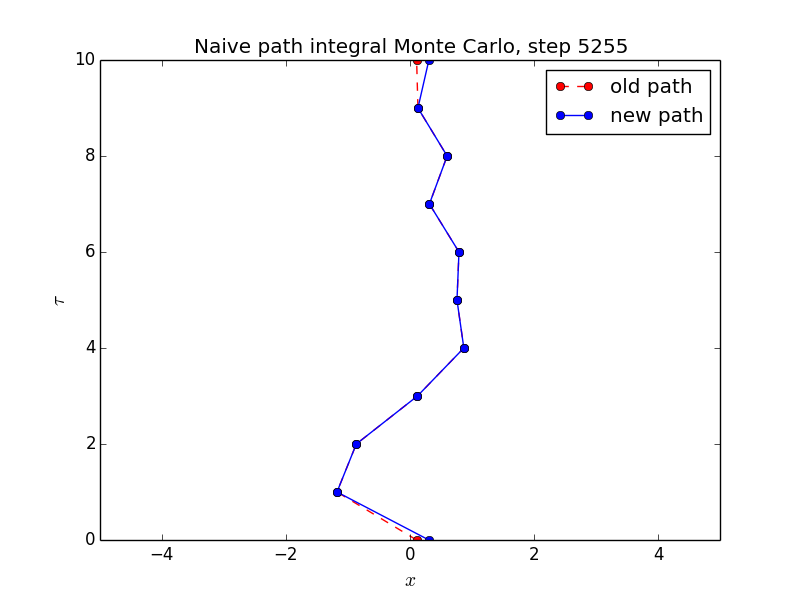 Naive path integral Monte Carlo, step 5255
10
8
6
4
2
0
τ
old path
new path
−4 −2 0 2 4
x